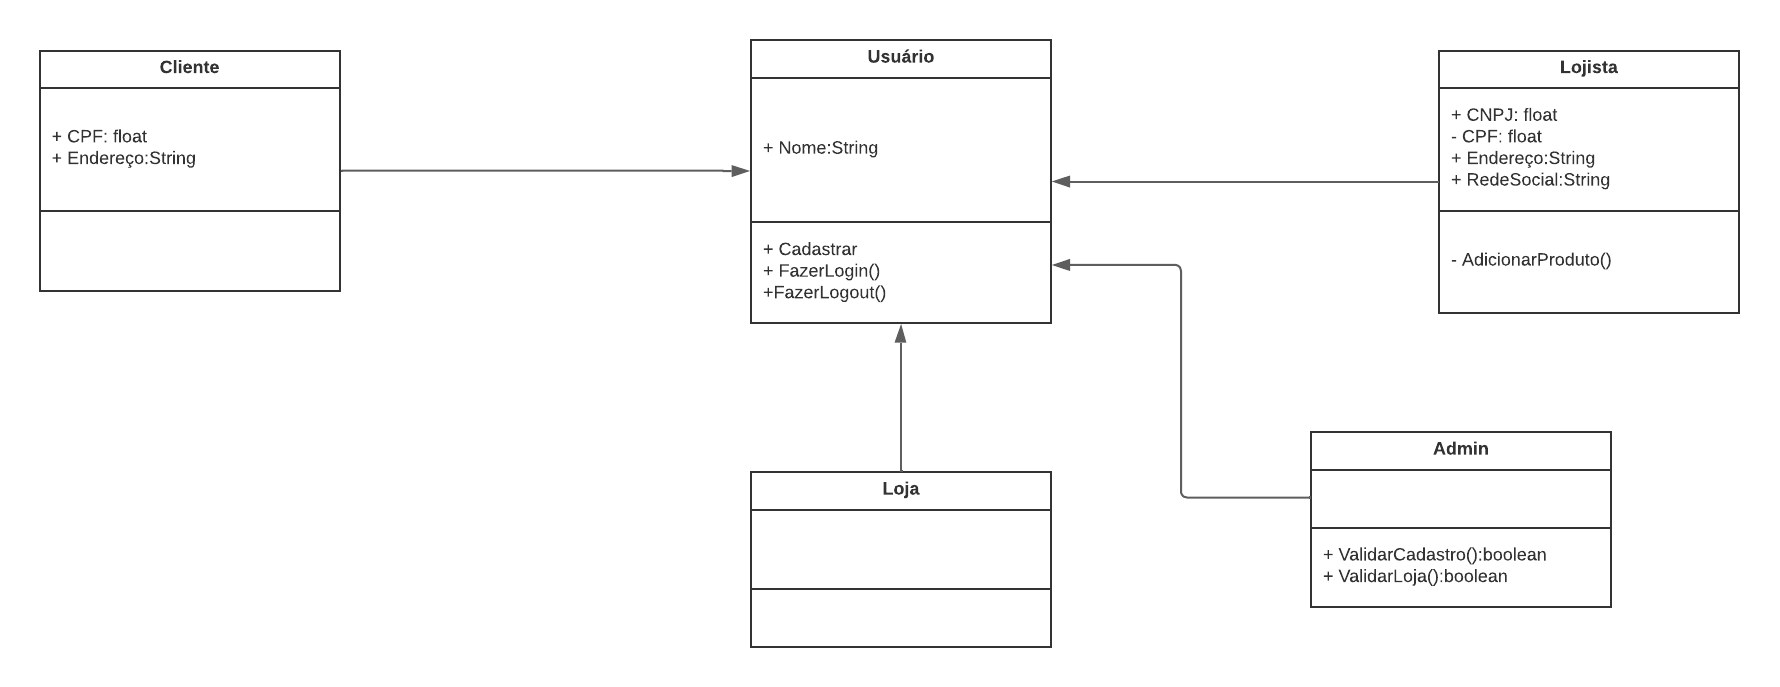 Cliente
+ CPF: float
+ Endereço:String
Usuário
+ Nome:String
+ Cadastrar
+ FazerLogin()
+FazerLogout()
Lojista
+ CNPJ: float
- CPF: float
+ Endereço:String
+ RedeSocial:String
- AdicionarProduto()
Loja
Admin
+ ValidarCadastro():boolean
+ ValidarLoja():boolean